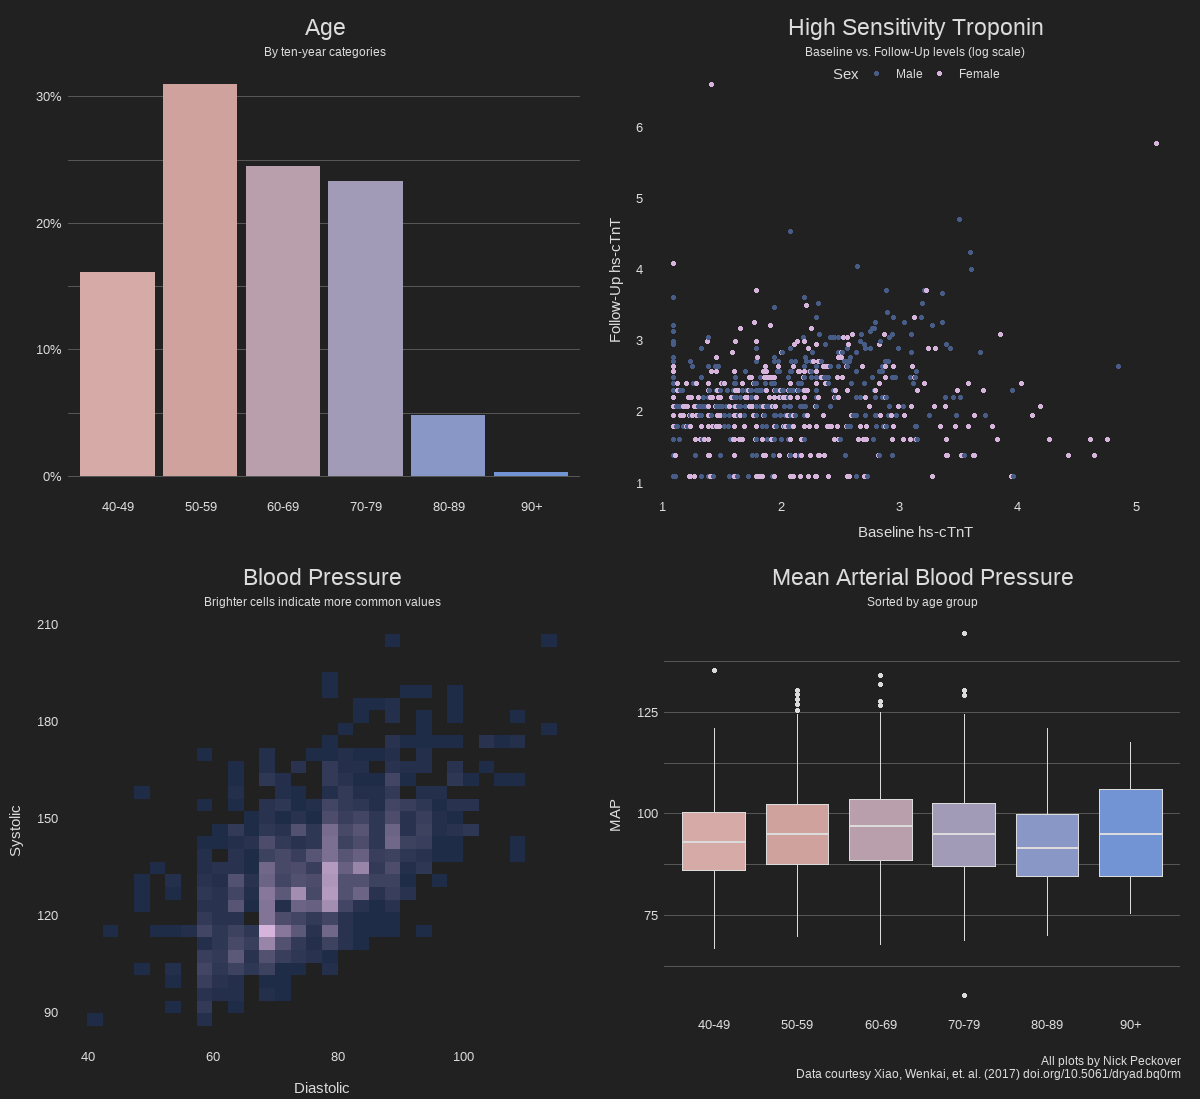 Age
By ten-year categories
30%
20%
10%
0%
40-49 50-59 60-69 70-79 80-89 90+
High Sensitivity Troponin
Baseline vs. Follow-Up levels (log scale)
Sex Male Female
Follow-Up hs-cTnT
6
5
4
3
2
1
1 2 3 4 5
Baseline hs-cTnT
Blood Pressure
Brighter cells indicate more common values
Systolic
210
180
150
120
90
40 60 80 100
Diastolic
Mean Arterial Blood Pressure
Sorted by age group
MAP
125
100
75
40-49 50-59 60-69 70-79 80-89 90+
All plots by Nick Peckover
Data courtesy Xiao, Wenkai, et. al. (2017) doi.org/10.5061/dryad.bq0rm